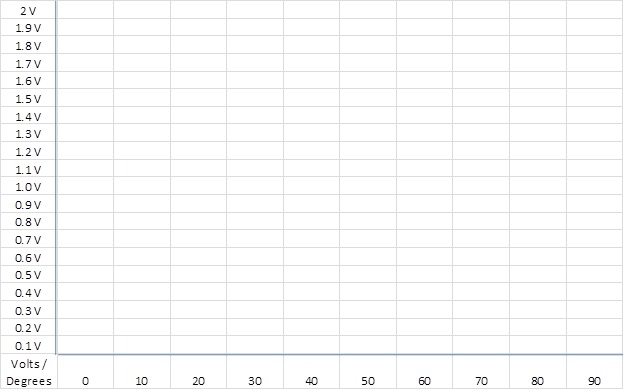 2 V
1.9 V
1.8 V
1.7 V
1.6 V
1.5 V
1.4 V
1.3 V
1.2 V
1.1 V
1.0 V
0.9 V
0.8 V
0.7 V
0.6 V
0.5 V
0.4 V
0.3 V
0.2 V
0.1 V
Volts /
Degrees 0 10 20 30 40 50 60 70 80 90